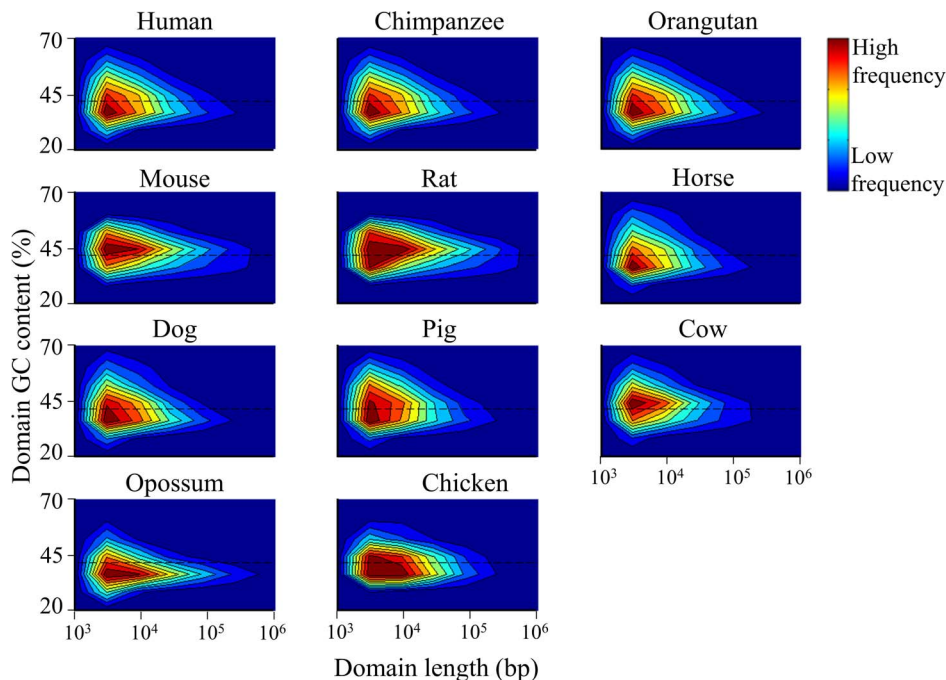 Human Chimpanzee Orangutan
70
45
20
High
frequency
Low
frequency
Mouse Rat Horse
70
45
20
Dog Pig Cow
70
45
20
10³ 10⁴ 10⁵ 10⁶
Opossum Chicken
70
45
20
10³ 10⁴ 10⁵ 10⁶ 10³ 10⁴ 10⁵ 10⁶
Domain GC content (%)
Domain length (bp)